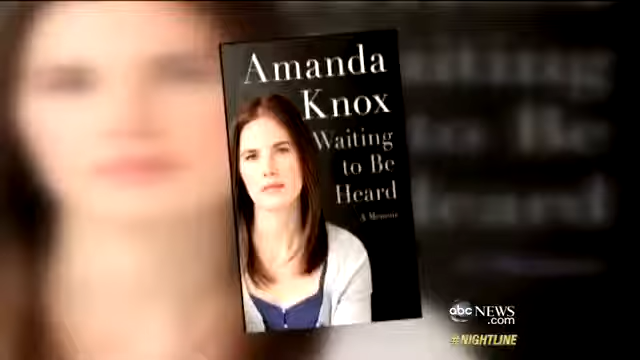 Amanda
Knox
Waiting
to Be
Heard
A Memoir
abc NEWS
.com
#NIGHTLINE